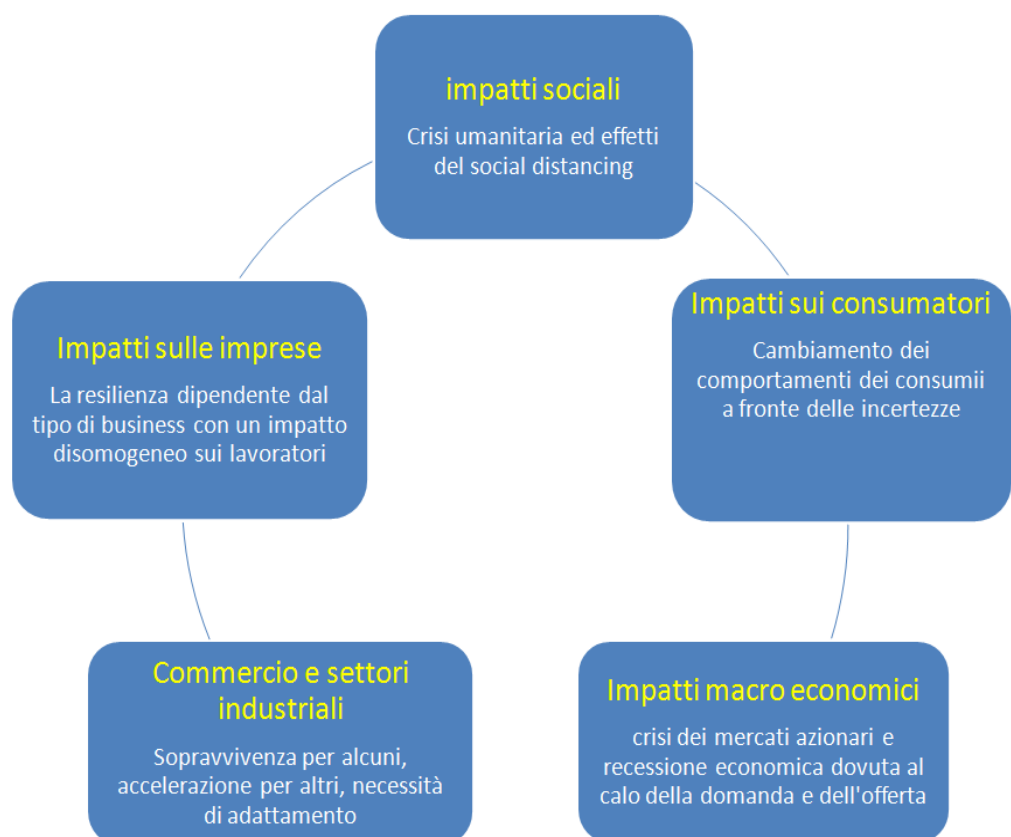 impatti sociali
Crisi umanitaria ed effetti
del social distancing
Impatti sui consumatori
Cambiamento dei
comportamenti dei consumii
a fronte delle incertezze
Impatti macro economici
crisi dei mercati azionari e
recessione economica dovuta al
calo della domanda e dell'offerta
Commercio e settori
industriali
Sopravvivenza per alcuni,
accelerazione per altri, necessità
di adattamento
Impatti sulle imprese
La resilienza dipendente dal
tipo di business con un impatto
disomogeneo sui lavoratori